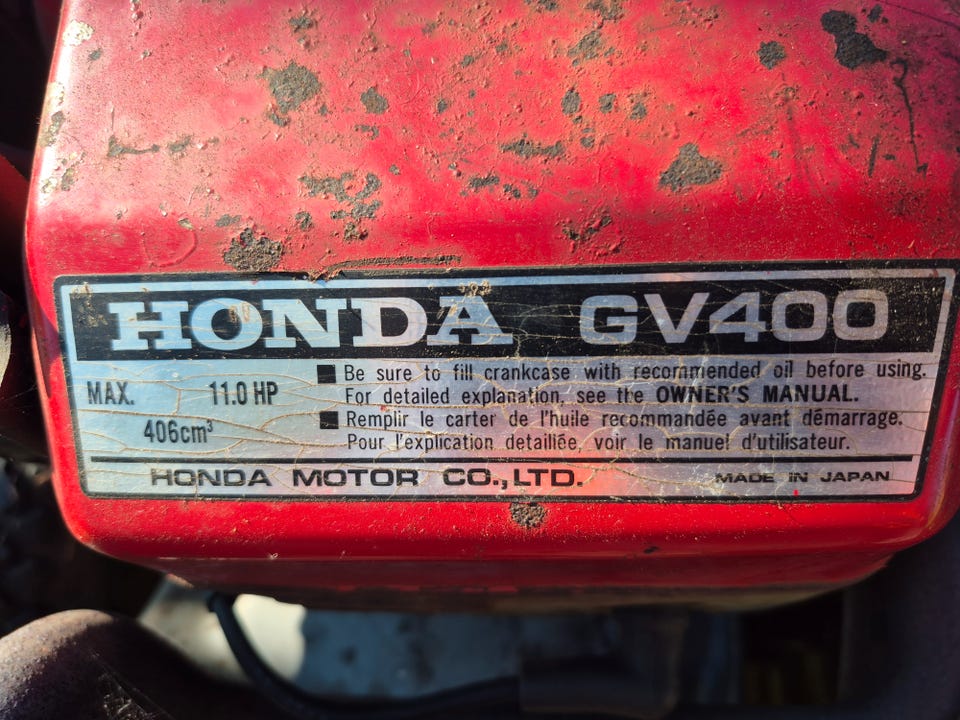 HONDA GV400
MAX. 11.0 HP
406cm³
■ Be sure to fill crankcase with recommended oil before using.
For detailed explanation, see the OWNER'S MANUAL.
■ Remplir le carter de l'huile recommandée avant démarrage.
Pour l'explication detaillée, voir le manuel d'utilisateur.
HONDA MOTOR CO., LTD. MADE IN JAPAN